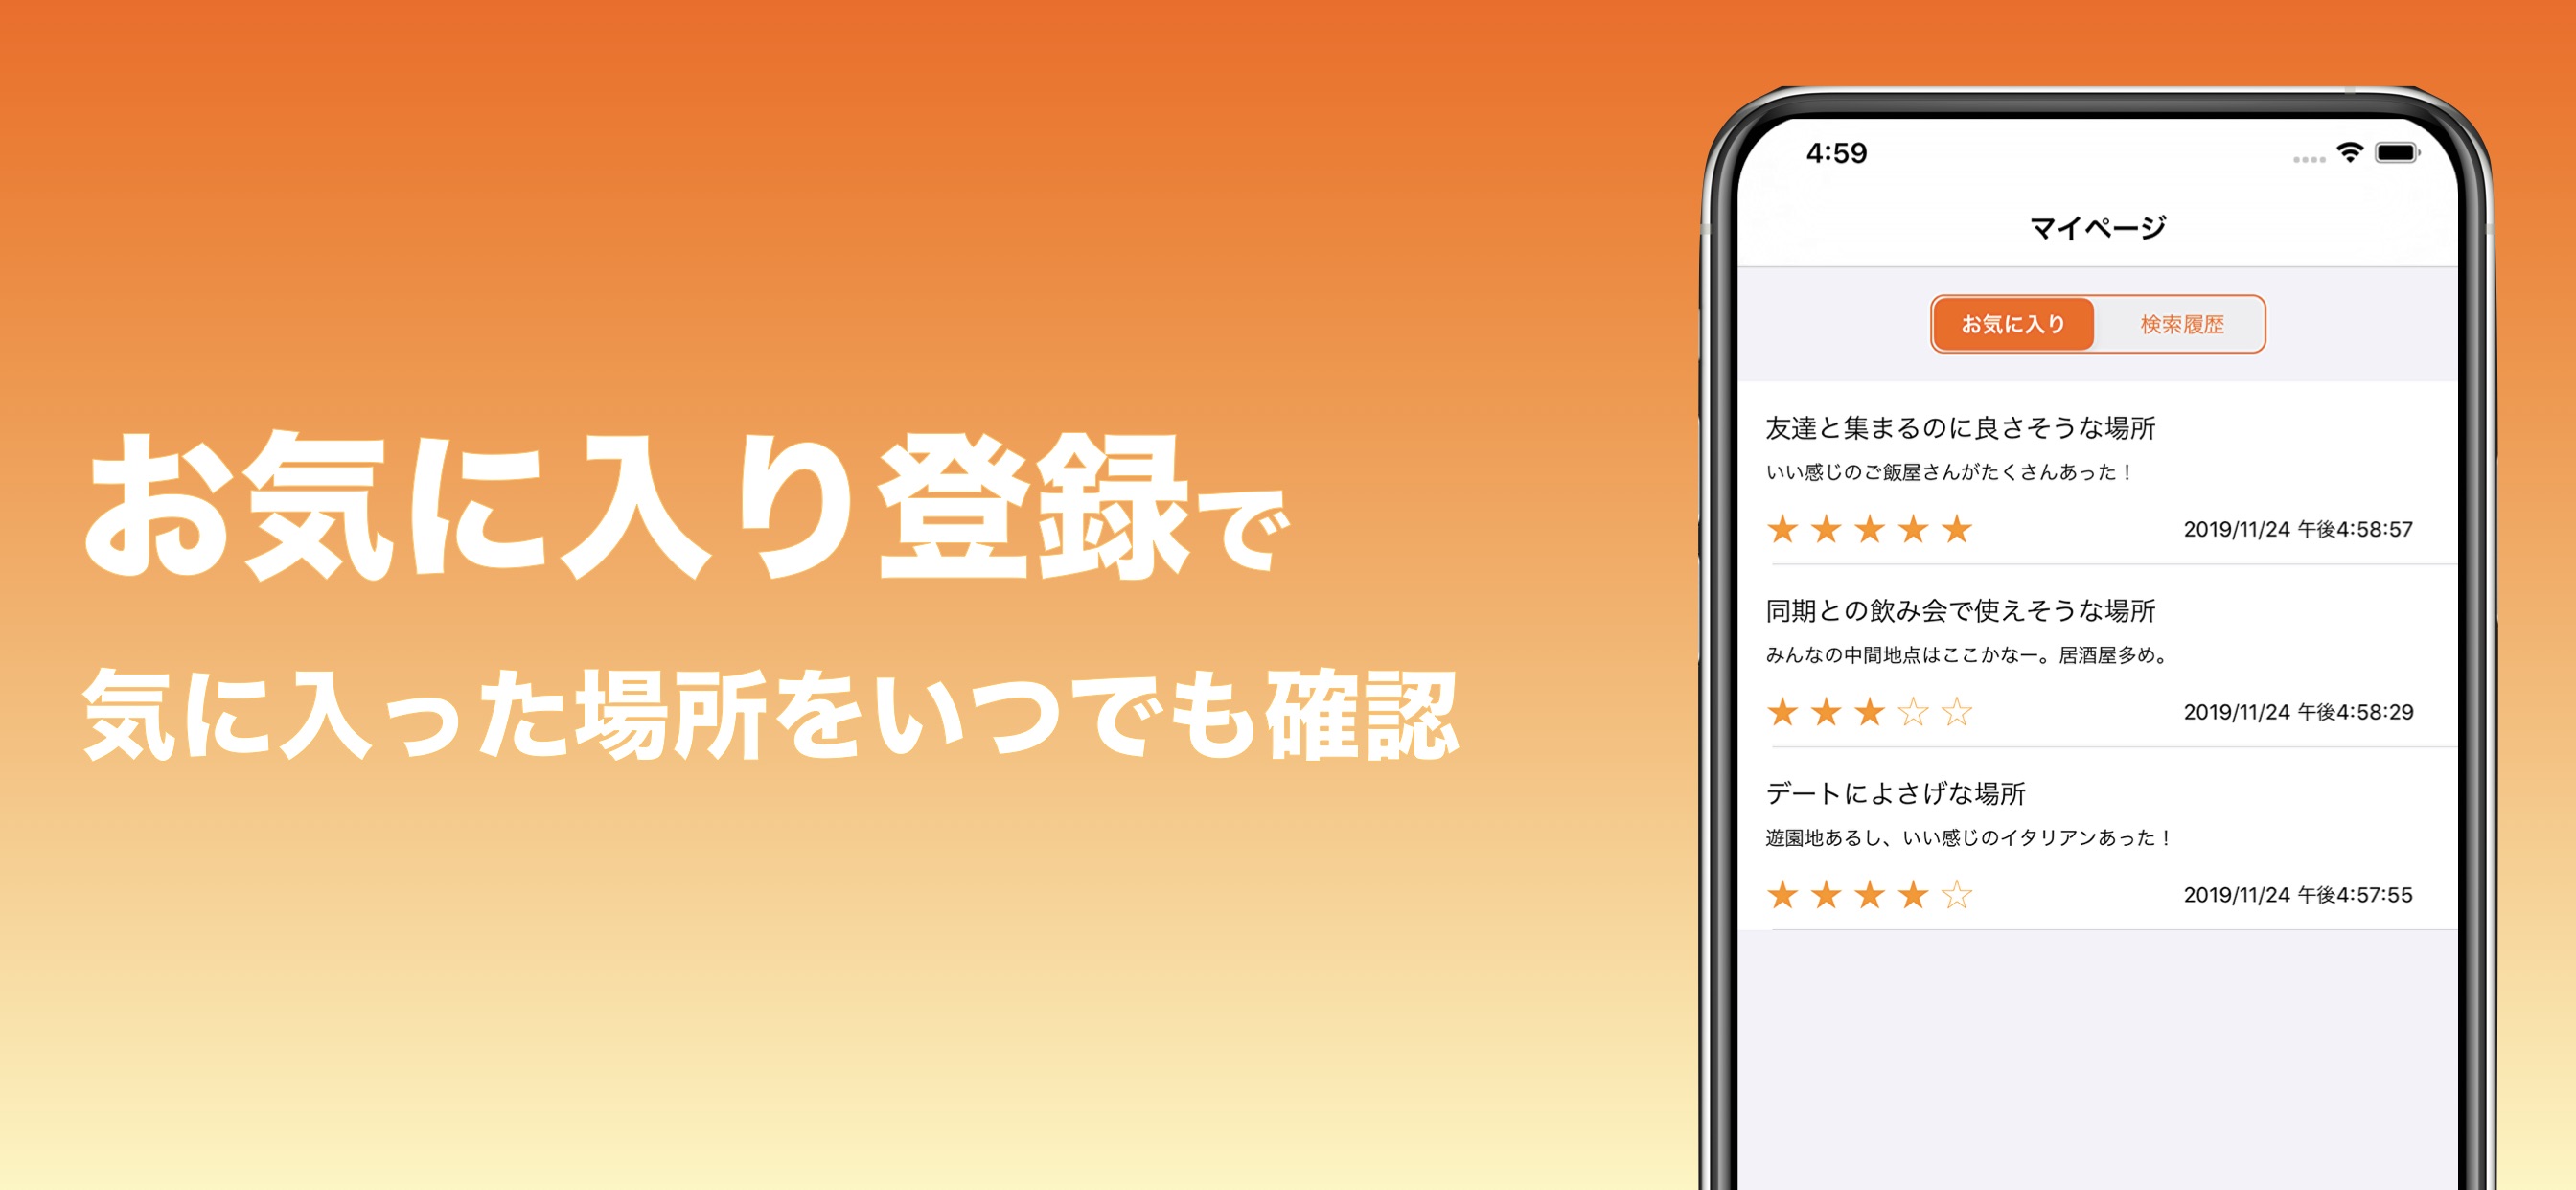 お気に入り登録で
気に入った場所をいつでも確認
4:59
マイページ
お気に入り 検索履歴
友達と集まるのに良さそうな場所
いい感じのご飯屋さんがたくさんあった！
★★★★★ 2019/11/24 午後4:58:57
同期との飲み会で使えそうな場所
みんなの中間地点はここかなー。居酒屋多め。
★★★☆☆ 2019/11/24 午後4:58:29
デートによさげな場所
遊園地あるし、いい感じのイタリアンあった！
★★★★☆ 2019/11/24 午後4:57:55